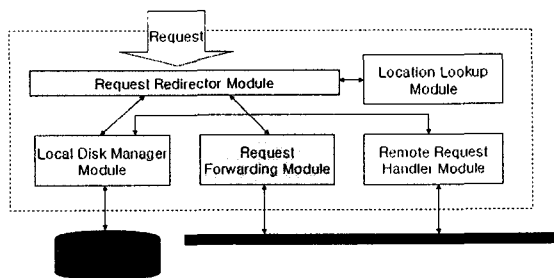 Request
Request Redirector Module
Location Lookup
Module
Local Disk Manager
Module
Request
Forwarding Module
Remote Request
Handler Module